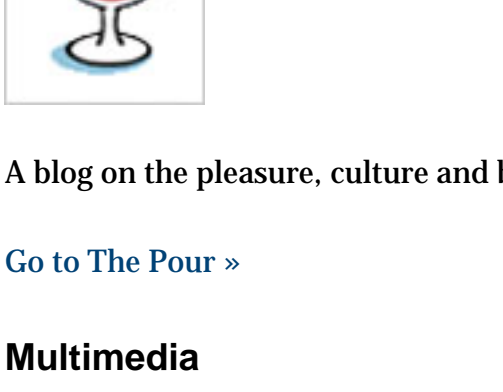 A blog on the pleasure, culture and
Go to The Pour »
Multimedia